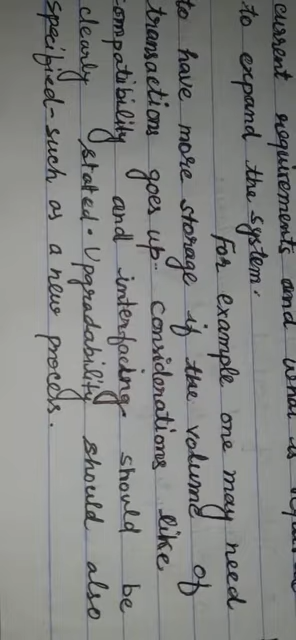 current requirements and what is
to expand the system.
For example one may need
to have more storage if the volume of
transaction goes up. considerations like
compatibility and interfacing should be
clearly stated. Upgradability should also
specified-such as a new process.